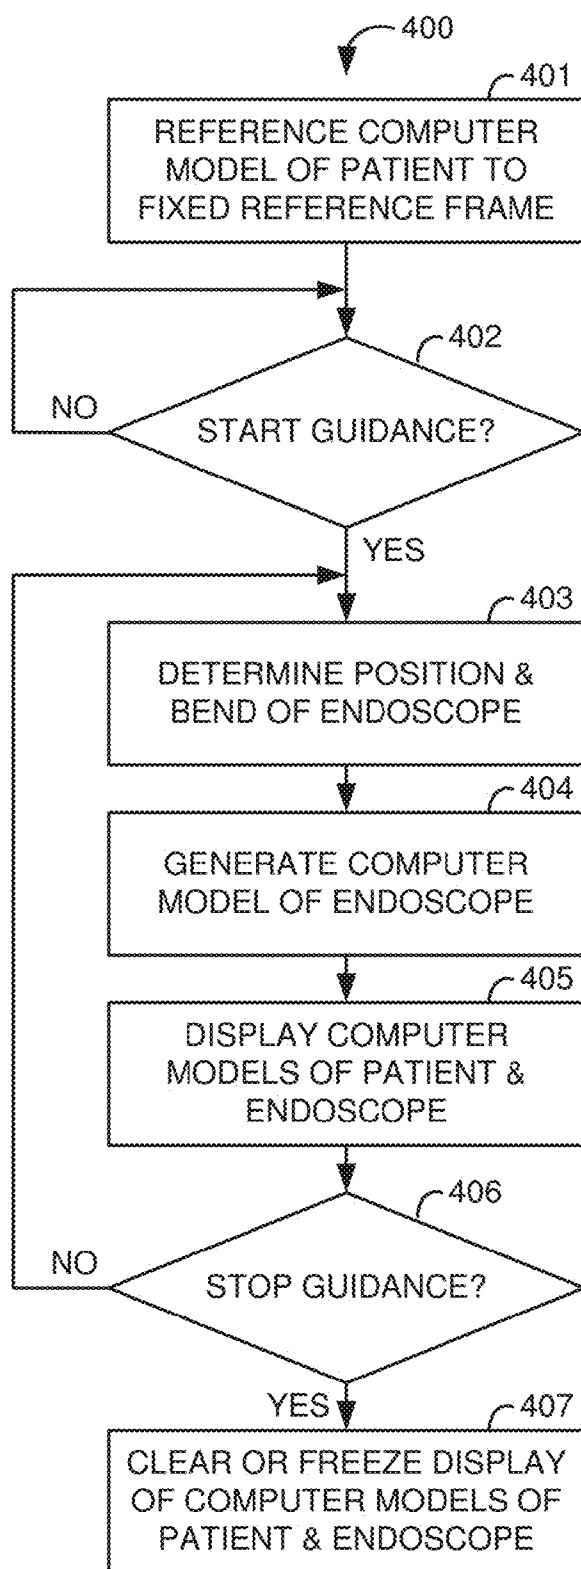 400
401
REFERENCE COMPUTER
MODEL OF PATIENT TO
FIXED REFERENCE FRAME
402
NO
START GUIDANCE?
YES
403
DETERMINE POSITION &
BEND OF ENDOSCOPE
404
GENERATE COMPUTER
MODEL OF ENDOSCOPE
405
DISPLAY COMPUTER
MODELS OF PATIENT &
ENDOSCOPE
406
NO
STOP GUIDANCE?
YES
407
CLEAR OR FREEZE DISPLAY
OF COMPUTER MODELS OF
PATIENT & ENDOSCOPE